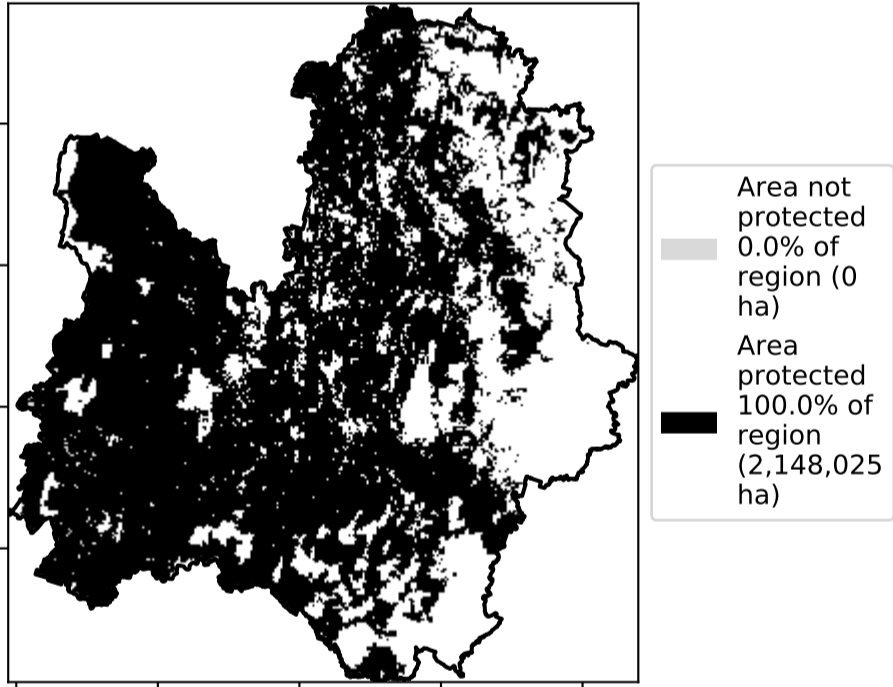 Area not
protected
0.0% of
region (0
ha)
Area
protected
100.0% of
region
(2,148,025
ha)